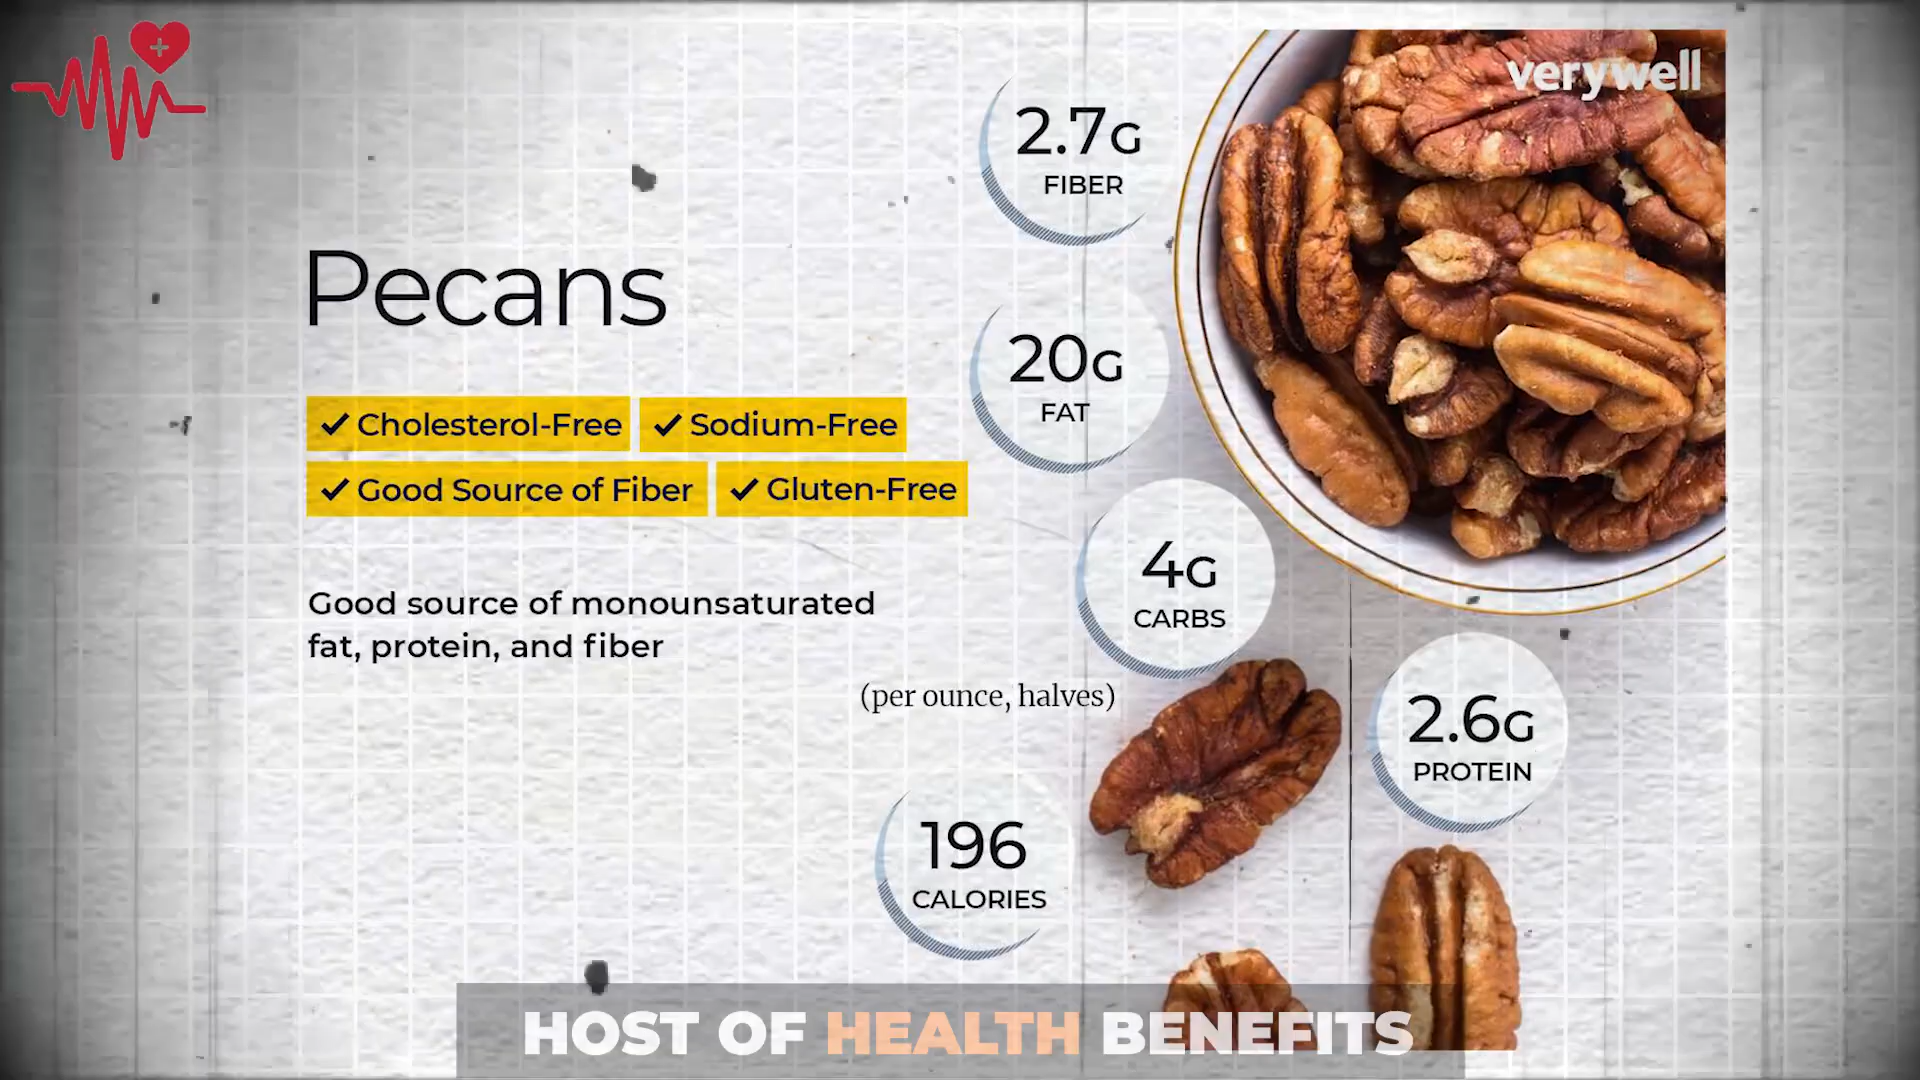 verywell
2.7G
FIBER
Pecans
20G
FAT
✓ Cholesterol-Free ✓ Sodium-Free
✓ Good Source of Fiber ✓ Gluten-Free
4G
CARBS
Good source of monounsaturated
fat, protein, and fiber
(per ounce, halves)
2.6G
PROTEIN
196
CALORIES
HOST OF HEALTH BENEFITS